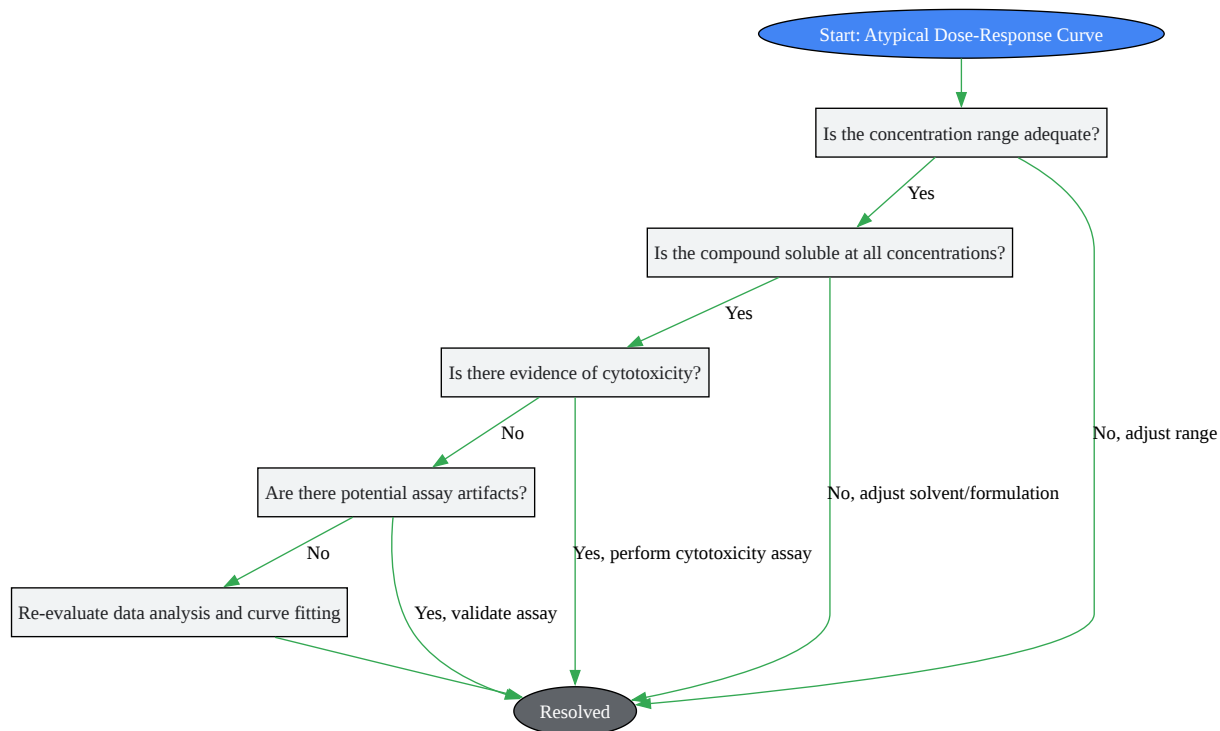 Start: Atypical Dose-Response Curve
Is the concentration range adequate?
Yes
Is the compound soluble at all concentrations?
Yes
Is there evidence of cytotoxicity?
No
No, adjust range
Are there potential assay artifacts?
No, adjust solvent/formulation
No
Yes, perform cytotoxicity assay
Re-evaluate data analysis and curve fitting
Yes, validate assay
Resolved